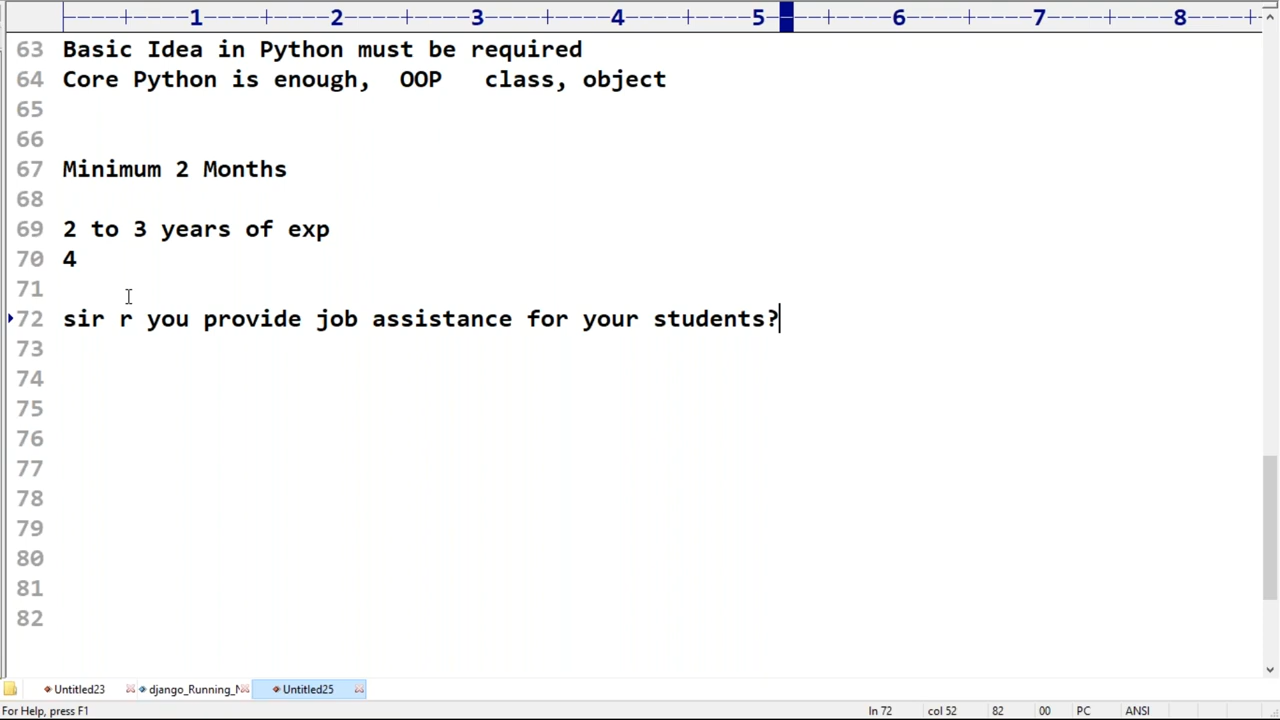 1 2 3 4 5 6 7 8
63 Basic Idea in Python must be required
64 Core Python is enough, OOP class, object
65
66
67 Minimum 2 Months
68
69 2 to 3 years of exp
70 4
71
72 sir r you provide job assistance for your students?
73
74
75
76
77
78
79
80
81
82
Untitled23 django_Running_N Untitled25
For Help, press F1 ln 72 col 52 82 00 PC ANSI